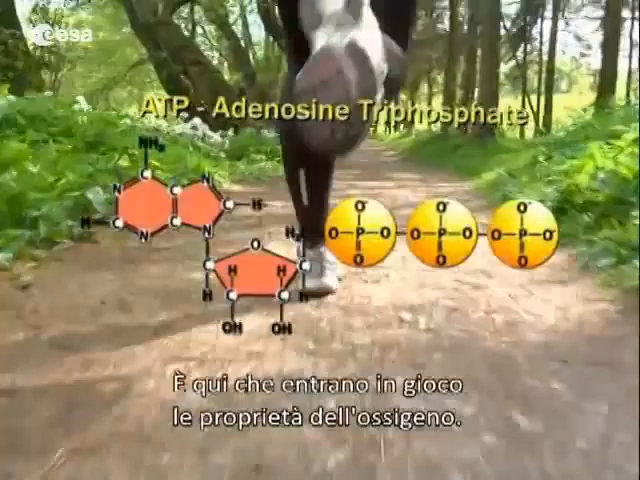 esa
ATP - Adenosine Triphosphate
NH₂
N
C
N
C
C
H
C
N
N
C
H
N
O
C
H
H
C
H
H
C
C
H
OH
OH
O⁻
O
P
O
O
O⁻
O
P
O
O
O⁻
O
P
O⁻
O
È qui che entrano in gioco
le proprietà dell'ossigeno.